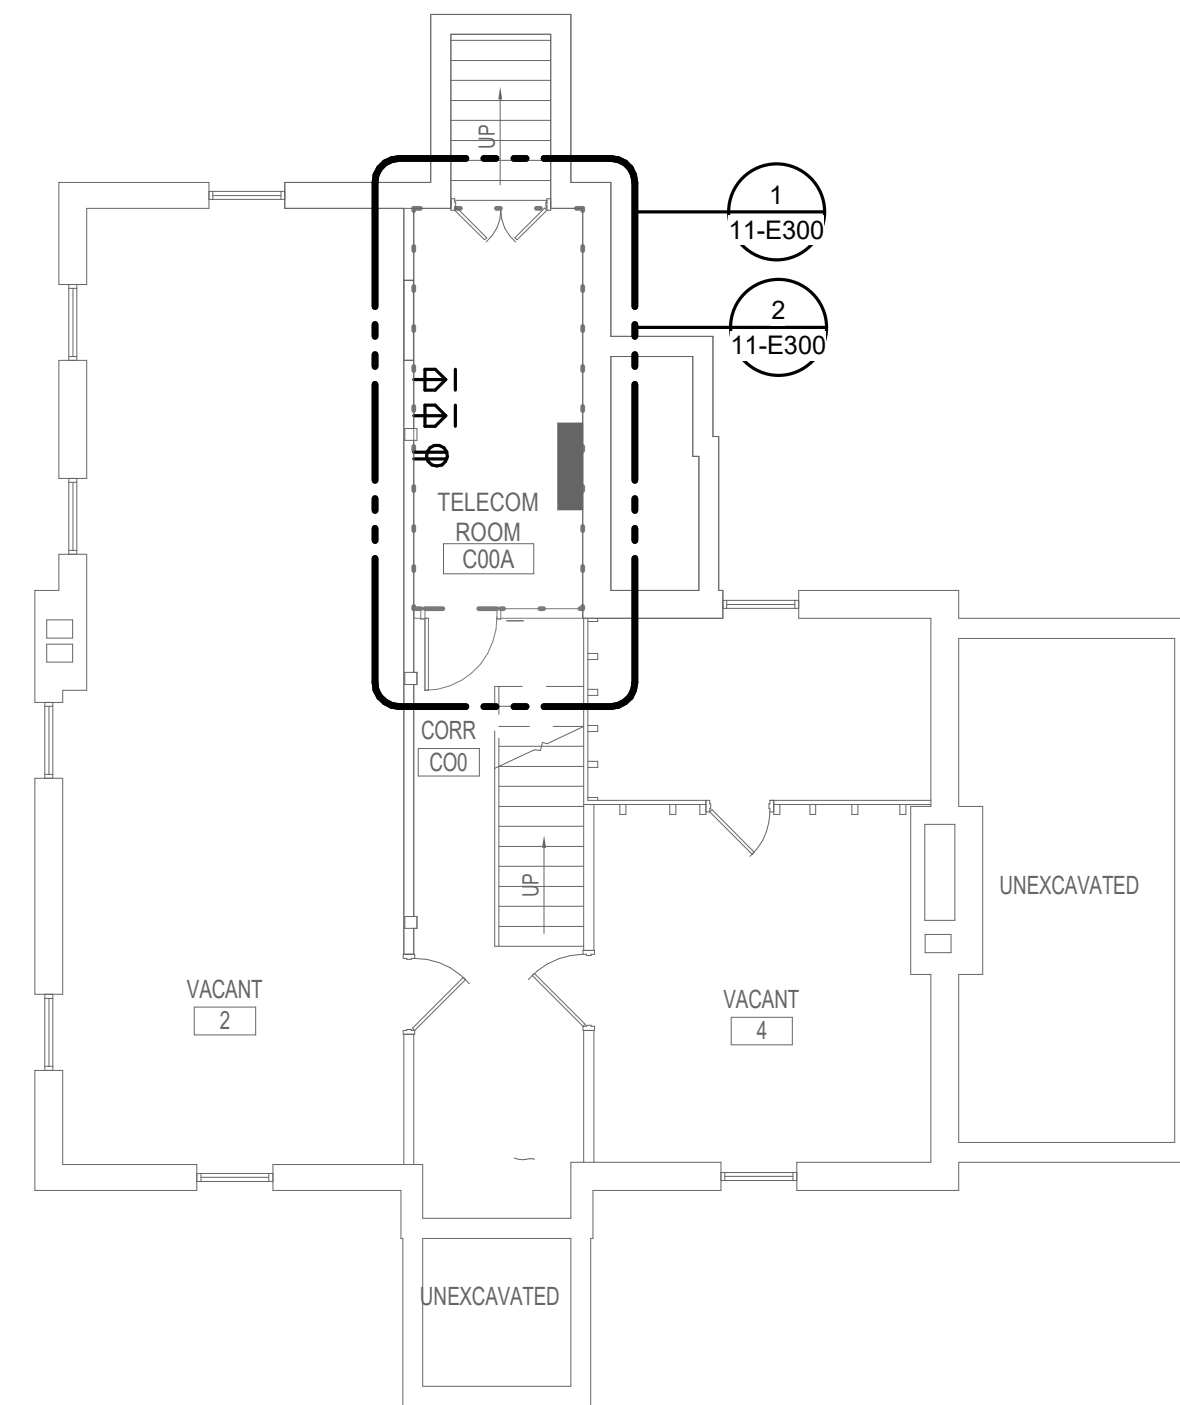 UP
1
11-E300
2
11-E300
TELECOM
ROOM
C00A
CORR
CO0
UP
UNEXCAVATED
VACANT
2
VACANT
4
UNEXCAVATED